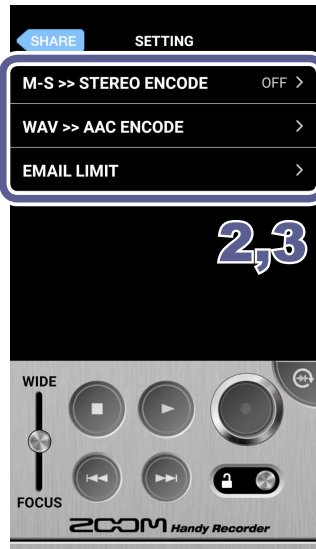 SHARE SETTING
M-S >> STEREO ENCODE OFF >
WAV >> AAC ENCODE >
EMAIL LIMIT >
2,3
WIDE
FOCUS
ZOOM Handy Recorder